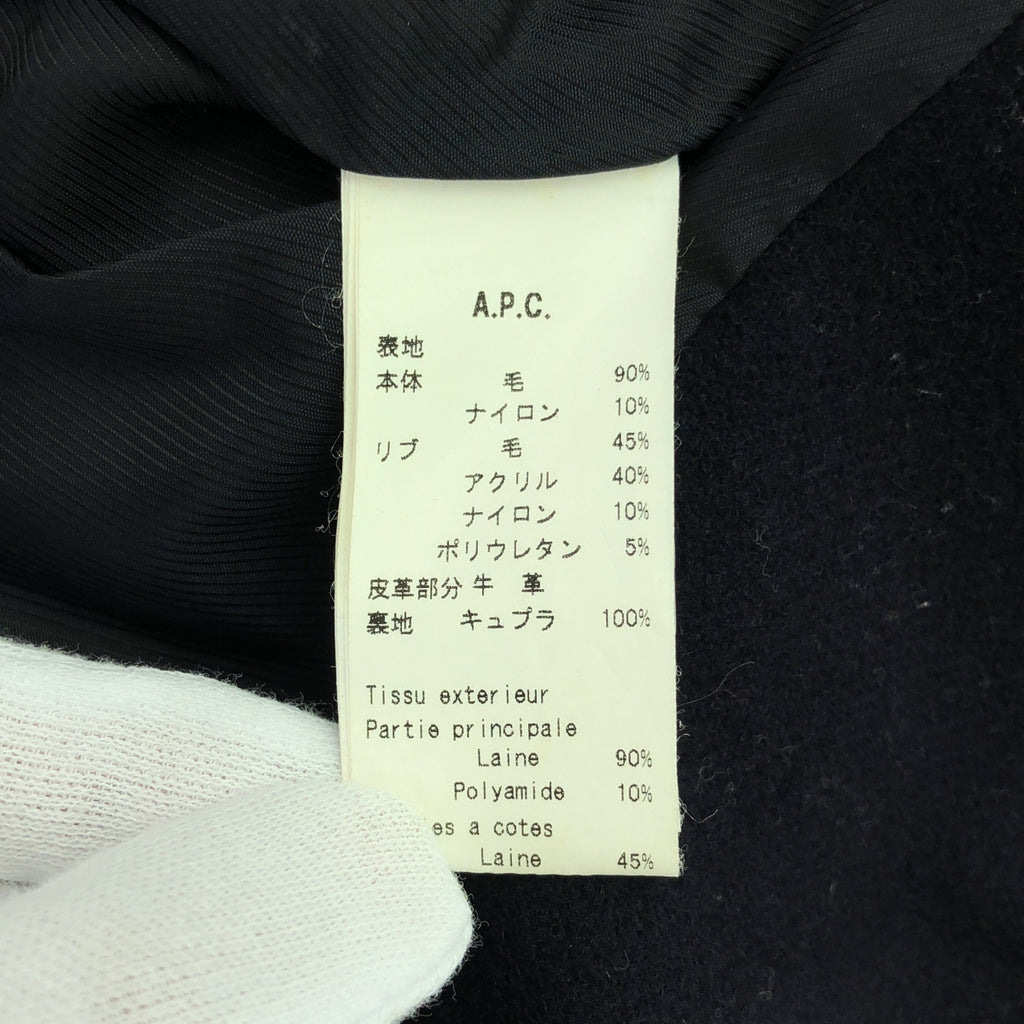 A.P.C.
表地
本体 毛 90%
ナイロン 10%
リブ 毛 45%
アクリル 40%
ナイロン 10%
ポリウレタン 5%
皮革部分 牛 革
裏地 キュプラ 100%
Tissu exterieur
Partie principale
Laine 90%
Polyamide 10%
a cotes
Laine 45%